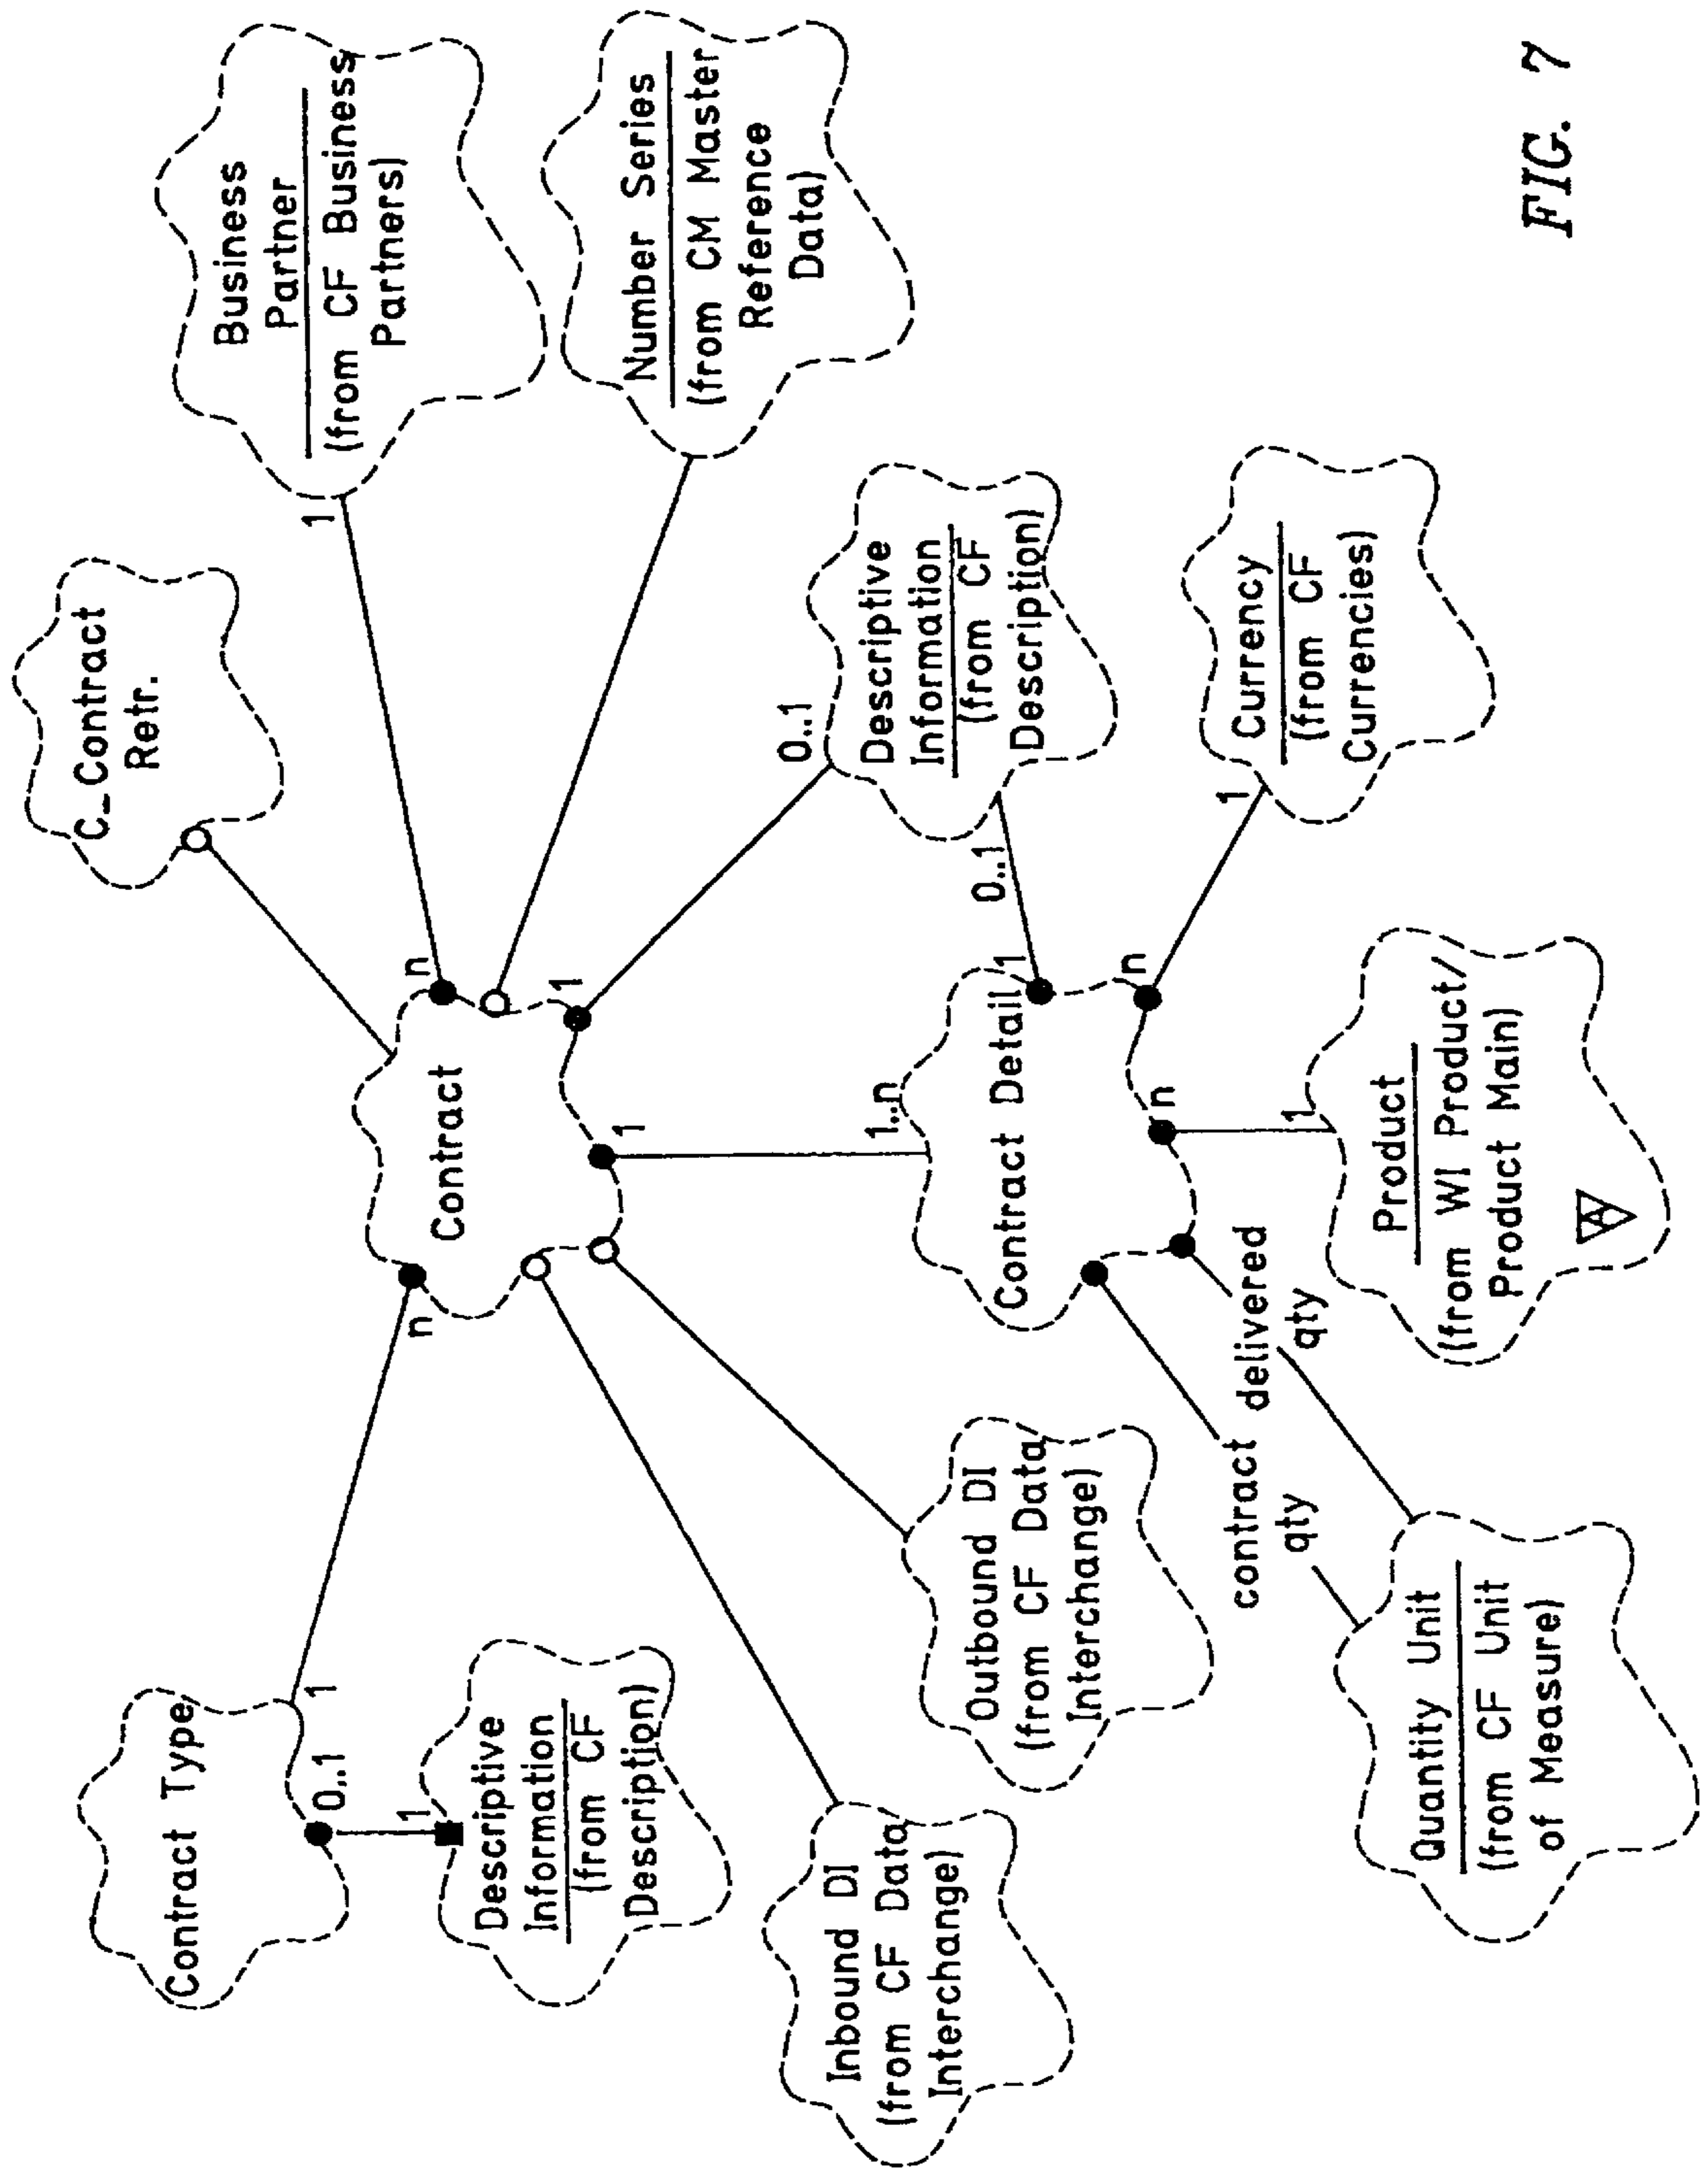 C_Contract
Retr.
Business
Partner
(from CF Business
Partners)
1
n
Number Series
(from CM Master
Reference
Data)
Contract Type
1
n
0..1
1
Descriptive
Information
(from CF
Description)
Contract
1
0..1
Descriptive
Information
(from CF
Description)
0..1
1
1
1..n
Inbound DI
(from CF Data
Interchange)
Outbound DI
(from CF Data
Interchange)
Contract Detail
n
1
Currency
(from CF
Currencies)
n
1
Product
(from WI Product/
Product Main)
W
delivered
qty
contract
qty
Quantity Unit
(from CF Unit
of Measure)
FIG. 7